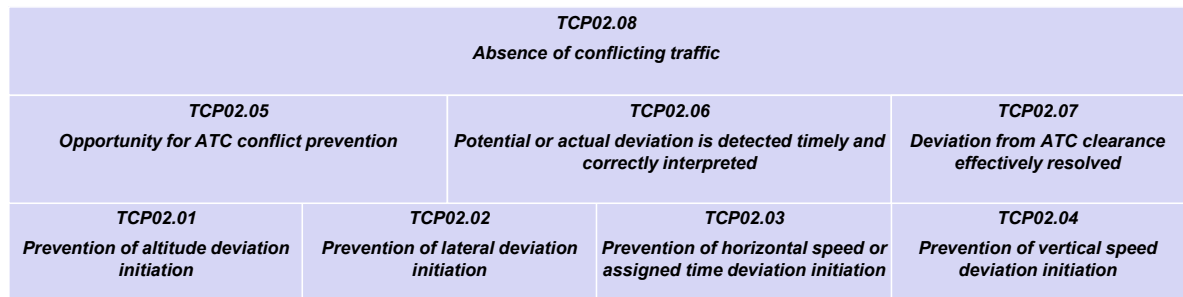 TCP02.08
Absence of conflicting traffic
TCP02.05
Opportunity for ATC conflict prevention
TCP02.06
Potential or actual deviation is detected timely and
correctly interpreted
TCP02.07
Deviation from ATC clearance
effectively resolved
TCP02.01
Prevention of altitude deviation
initiation
TCP02.02
Prevention of lateral deviation
initiation
TCP02.03
Prevention of horizontal speed or
assigned time deviation initiation
TCP02.04
Prevention of vertical speed
deviation initiation